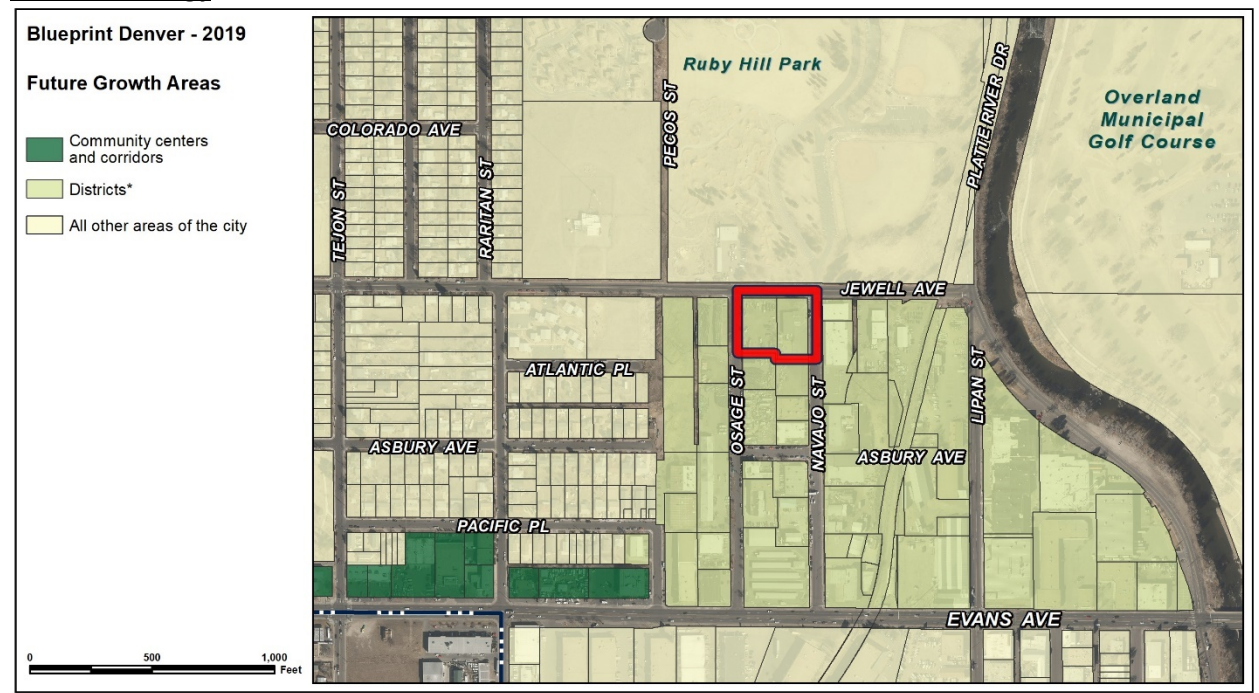 Blueprint Denver - 2019
Future Growth Areas
Community centers
and corridors
Districts*
All other areas of the city
0 500 1,000
Feet
Ruby Hill Park
Overland
Municipal
Golf Course
PLATTE RIVER DR
PECOS ST
COLORADO AVE
RARITAN ST
TEJON ST
JEWELL AVE
ATLANTIC PL
OSAGE ST
NAVAJO ST
LIPAN ST
ASBURY AVE
ASBURY AVE
PACIFIC PL
EVANS AVE